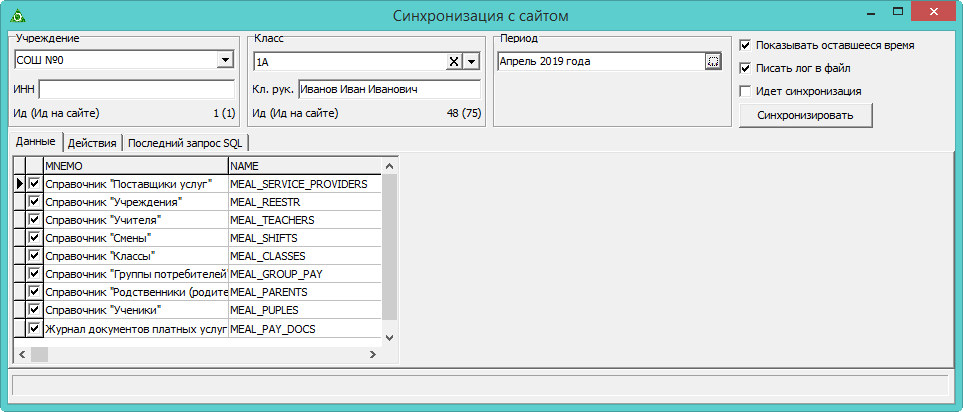 Синхронизация с сайтом
Учреждение
СОШ N90
ИНН
Ид (Ид на сайте) 1 (1)
Класс
1А
Кл. рук. Иванов Иван Иванович
Ид (Ид на сайте) 48 (75)
Период
Апрель 2019 года
Показывать оставшееся время
Писать лог в файл
Идет синхронизация
Синхронизировать
Данные Действия Последний запрос SQL
MNEMO NAME
Справочник "Поставщики услуг" MEAL_SERVICE_PROVIDERS
Справочник "Учреждения" MEAL_REESTR
Справочник "Учителя" MEAL_TEACHERS
Справочник "Смены" MEAL_SHIFTS
Справочник "Классы" MEAL_CLASSES
Справочник "Группы потребителей" MEAL_GROUP_PAY
Справочник "Родственники (родите MEAL_PARENTS
Справочник "Ученики" MEAL_PUPLES
Журнал документов платных услуг MEAL_PAY_DOCS